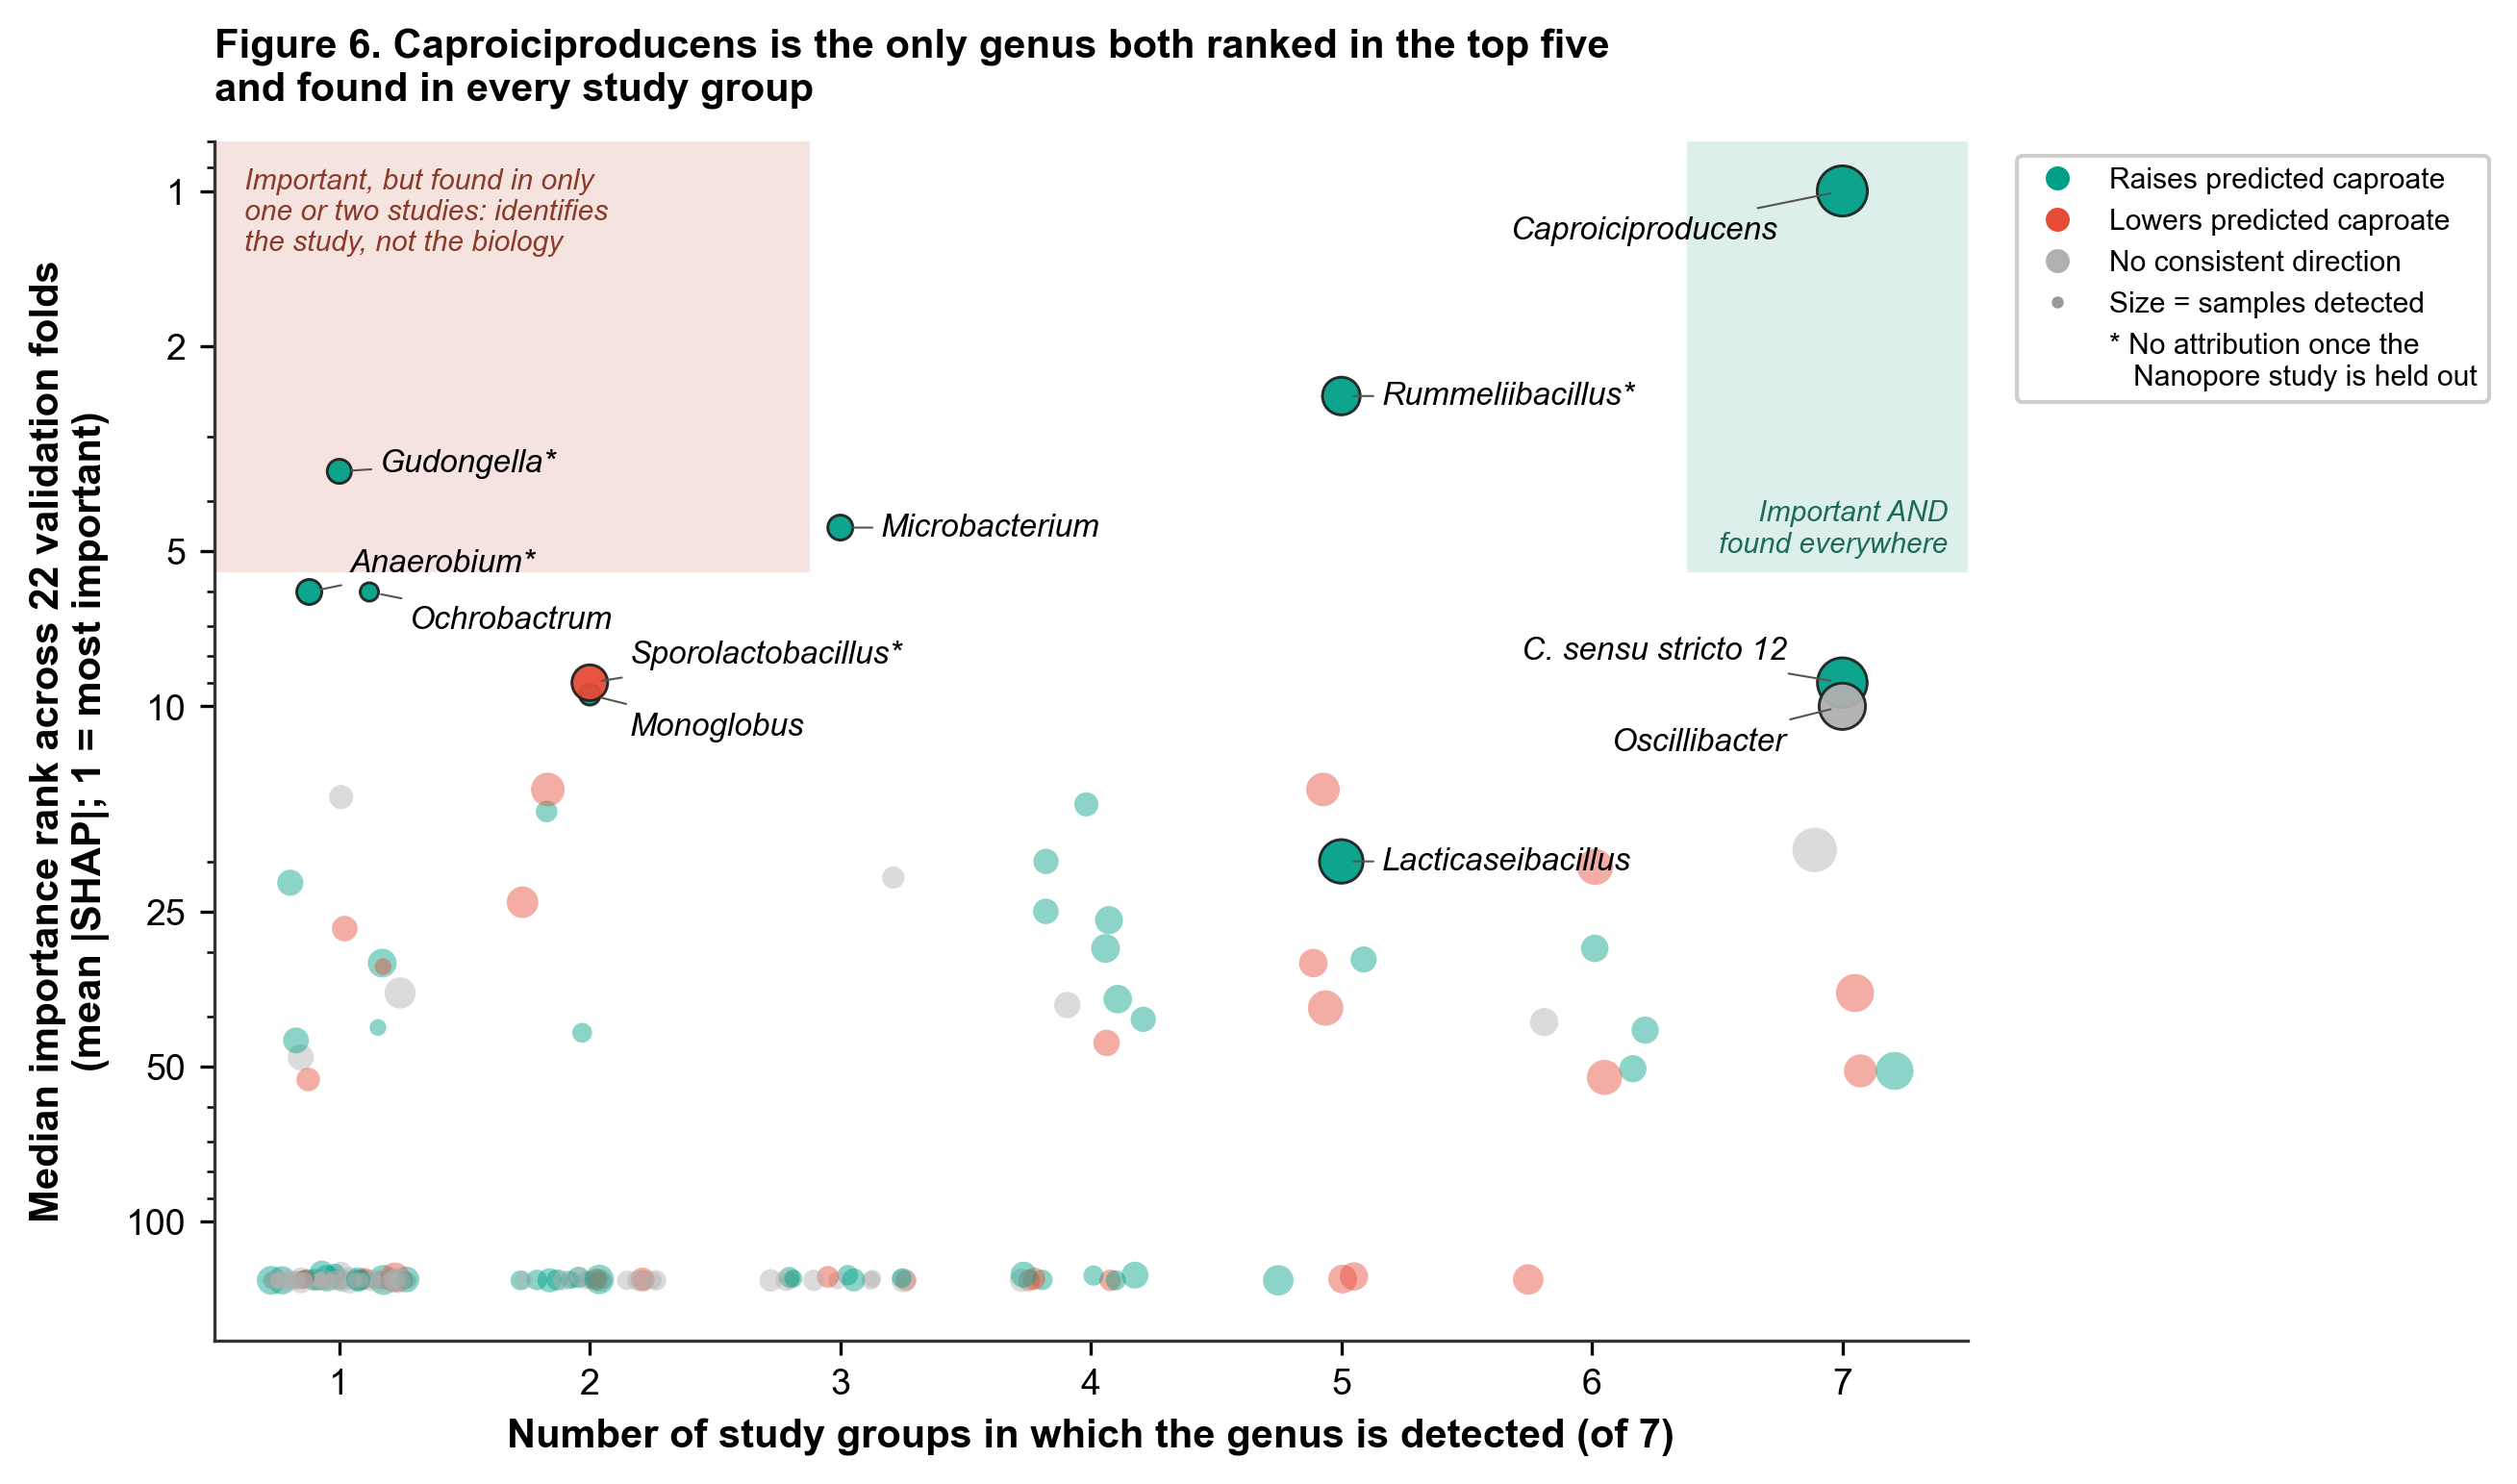 Figure 6. Caproiciproducens is the only genus both ranked in the top five
and found in every study group
Median importance rank across 22 validation folds
(mean |SHAP|; 1 = most important)
1
2
5
10
25
50
100
Important, but found in only
one or two studies: identifies
the study, not the biology
Caproiciproducens
Rummeliibacillus*
Gudongella*
Microbacterium
Important AND
found everywhere
Anaerobium*
Ochrobactrum
Sporolactobacillus*
Monoglobus
C. sensu stricto 12
Oscillibacter
Lacticaseibacillus
1
2
3
4
5
6
7
Number of study groups in which the genus is detected (of 7)
Raises predicted caproate
Lowers predicted caproate
No consistent direction
Size = samples detected
* No attribution once the
Nanopore study is held out